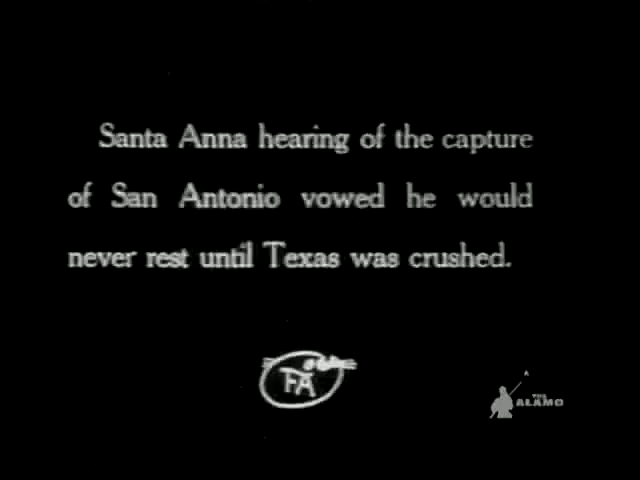 Santa Anna hearing of the capture
of San Antonio vowed he would
never rest until Texas was crushed.
FA
THE
ALAMO